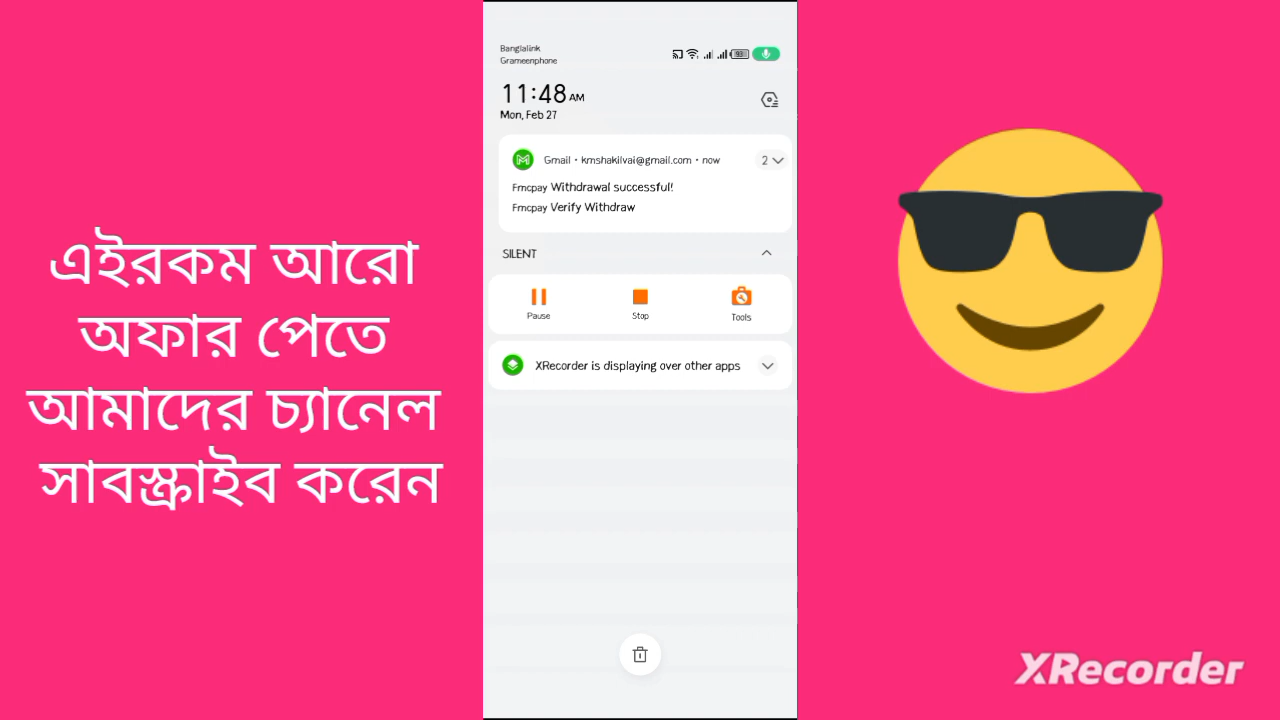 এইরকম আরো
অফার পেতে
আমাদের চ্যানেল
সাবস্ক্রাইব করেন
Banglalink
Grameenphone
93
11:48 AM
Mon, Feb 27
Gmail • kmshakilvai@gmail.com • now
2
Fmcpay Withdrawal successful!
Fmcpay Verify Withdraw
SILENT
Pause Stop Tools
XRecorder is displaying over other apps
XRecorder